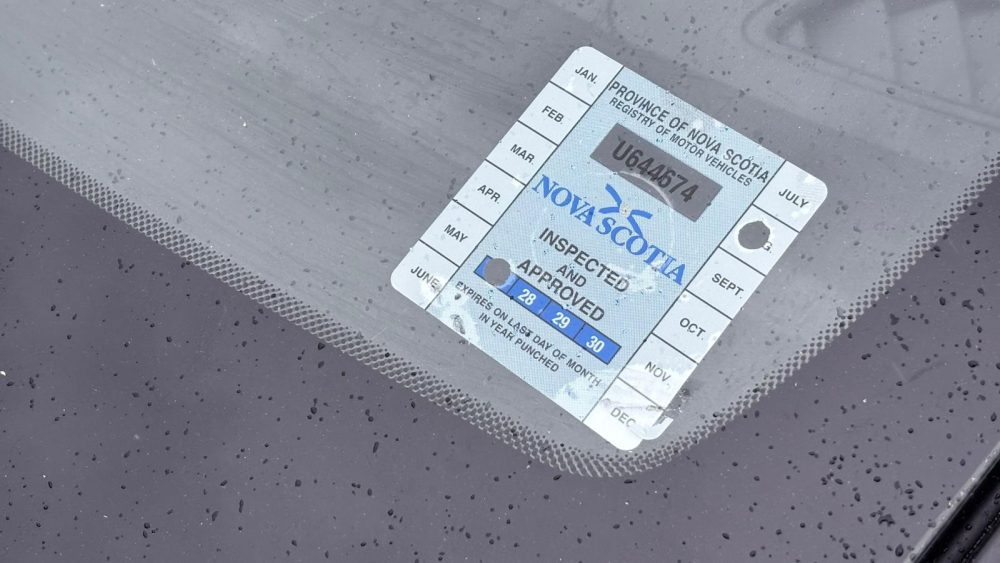 JAN.
FEB.
MAR.
APR.
MAY
JUNE
PROVINCE OF NOVA SCOTIA
REGISTRY OF MOTOR VEHICLES
U644674
NOVA SCOTIA
INSPECTED
AND
APPROVED
28 29 30
EXPIRES ON LAST DAY OF MONTH
IN YEAR PUNCHED
JULY
G
SEPT.
OCT
NOV.
DEC